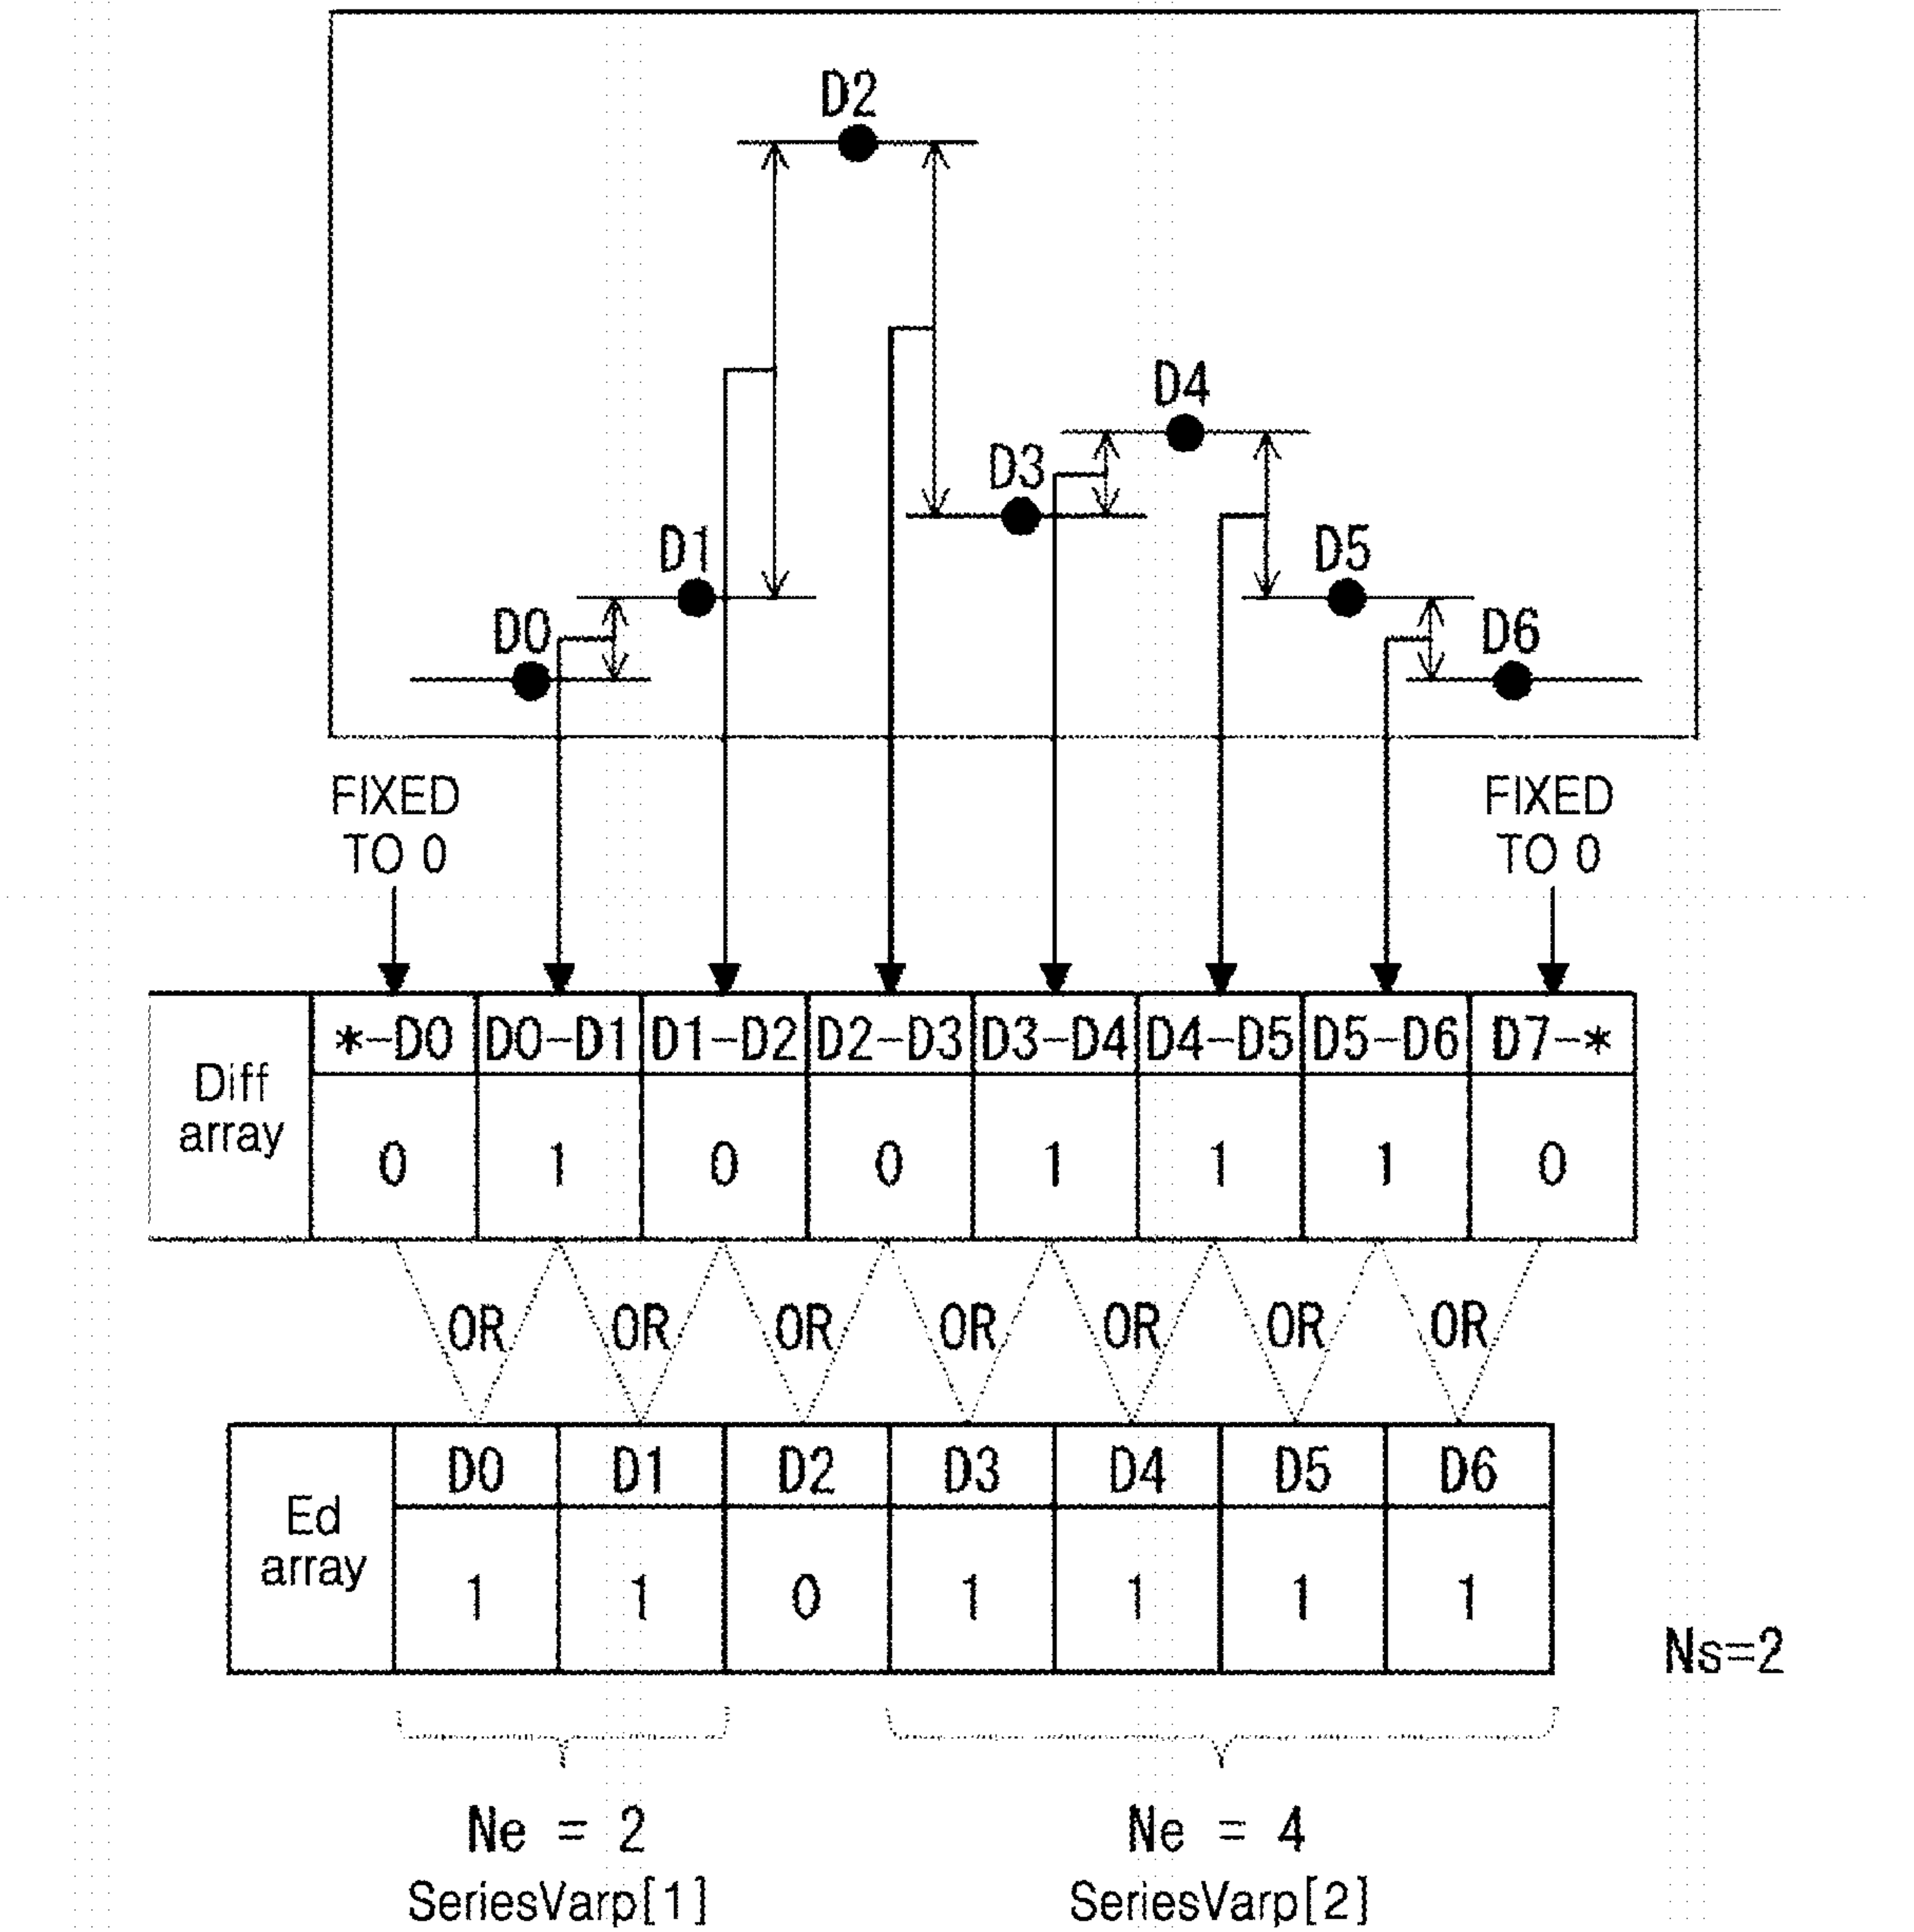 D2
D4
D3
D1
D5
D0
D6
FIXED
TO 0
FIXED
TO 0
Diff
array
*-D0 D0-D1 D1-D2 D2-D3 D3-D4 D4-D5 D5-D6 D7-*
0 1 0 0 1 1 1 0
OR OR OR OR OR OR OR
Ed
array
D0 D1 D2 D3 D4 D5 D6
1 1 0 1 1 1 1
Ns=2
Ne = 2
SeriesVarp[1]
Ne = 4
SeriesVarp[2]